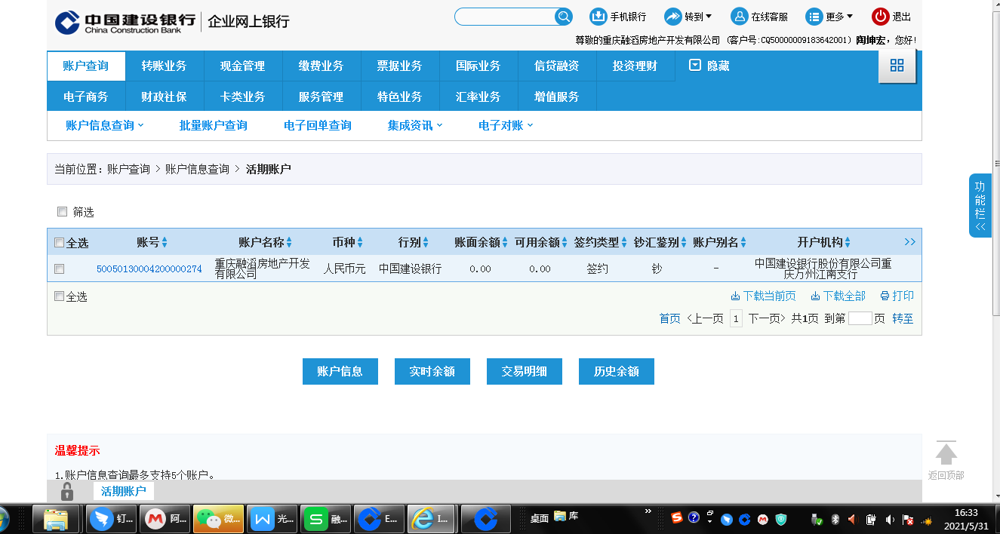 中国建设银行
China Construction Bank
企业网上银行
手机银行 转到 在线客服 更多 退出
尊敬的重庆融滔房地产开发有限公司 (客户号:CQ50000009183642001) 陶坤宏，您好!
账户查询 转账业务 现金管理 缴费业务 票据业务 国际业务 信贷融资 投资理财 隐藏
电子商务 财政社保 卡类业务 服务管理 特色业务 汇率业务 增值服务
账户信息查询 批量账户查询 电子回单查询 集成资讯 电子对账
当前位置：账户查询 > 账户信息查询 > 活期账户
功能栏
<<
筛选
全选 账号 账户名称 币种 行别 账面余额 可用余额 签约类型 钞汇鉴别 账户别名 开户机构 >>
50050130004200000274 重庆融滔房地产开发有限公司 人民币元 中国建设银行 0.00 0.00 签约 钞 - 中国建设银行股份有限公司重庆万州江南支行
全选 下载当前页 下载全部 打印
首页 <上一页 1 下一页> 共1页 到第 页 转至
账户信息 实时余额 交易明细 历史余额
温馨提示
1.账户信息查询最多支持5个账户。
返回顶部
活期账户
钉... 阿... 微... 光... 融... E... I... 桌面 库 »
16:33
2021/5/31